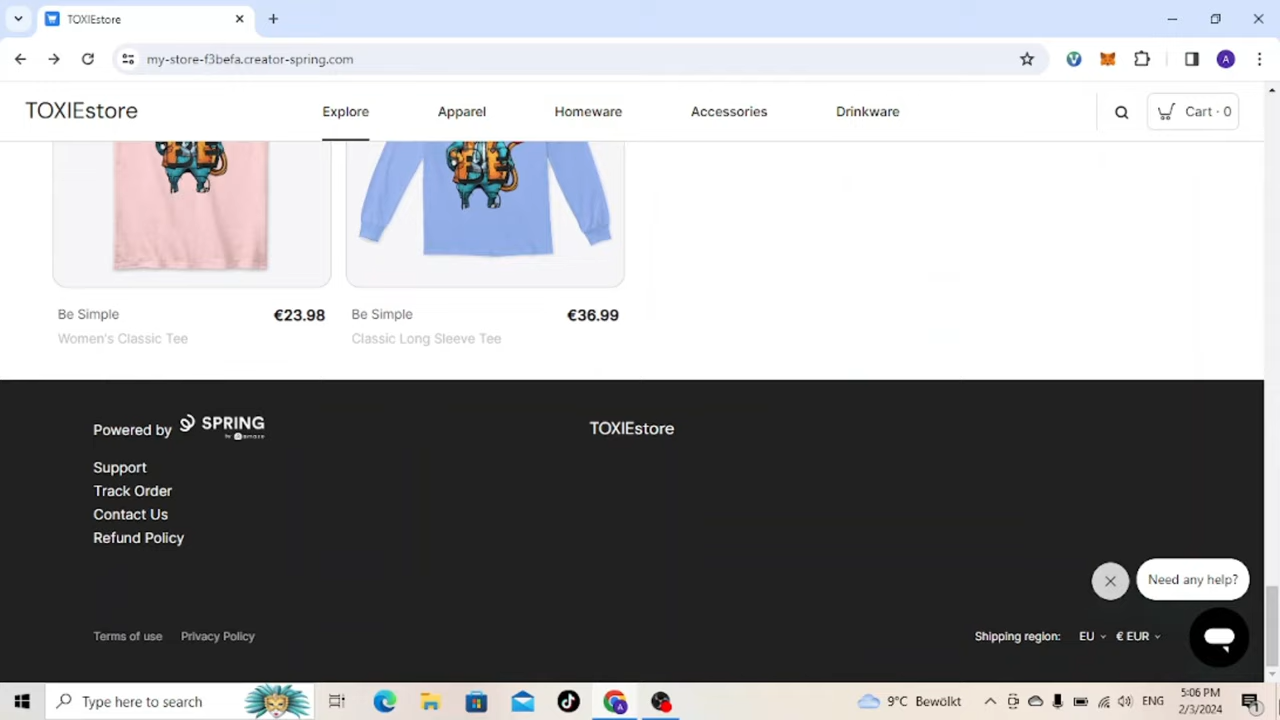 TOXIEstore
my-store-f3befa.creator-spring.com
A
TOXIEstore
Explore
Apparel
Homeware
Accessories
Drinkware
Cart · 0
Be Simple
€23.98
Women's Classic Tee
Be Simple
€36.99
Classic Long Sleeve Tee
Powered by SPRING
TOXIEstore
Support
Track Order
Contact Us
Refund Policy
Need any help?
Terms of use
Privacy Policy
Shipping region:
EU
€ EUR
Type here to search
9°C Bewölkt
ENG
5:06 PM
2/3/2024